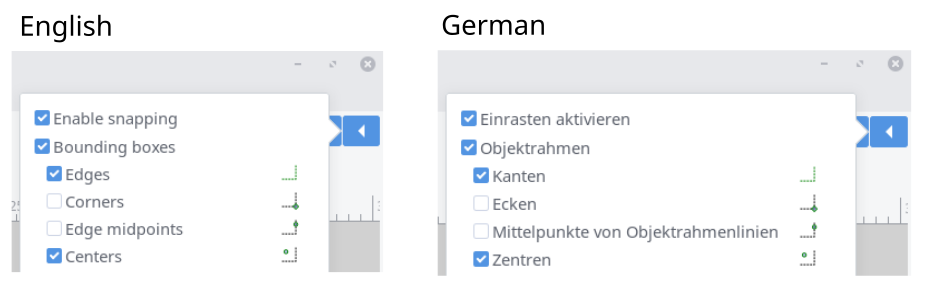 English
Enable snapping
Bounding boxes
Edges
Corners
Edge midpoints
Centers
German
Einrasten aktivieren
Objektrahmen
Kanten
Ecken
Mittelpunkte von Objektrahmenlinien
Zentren